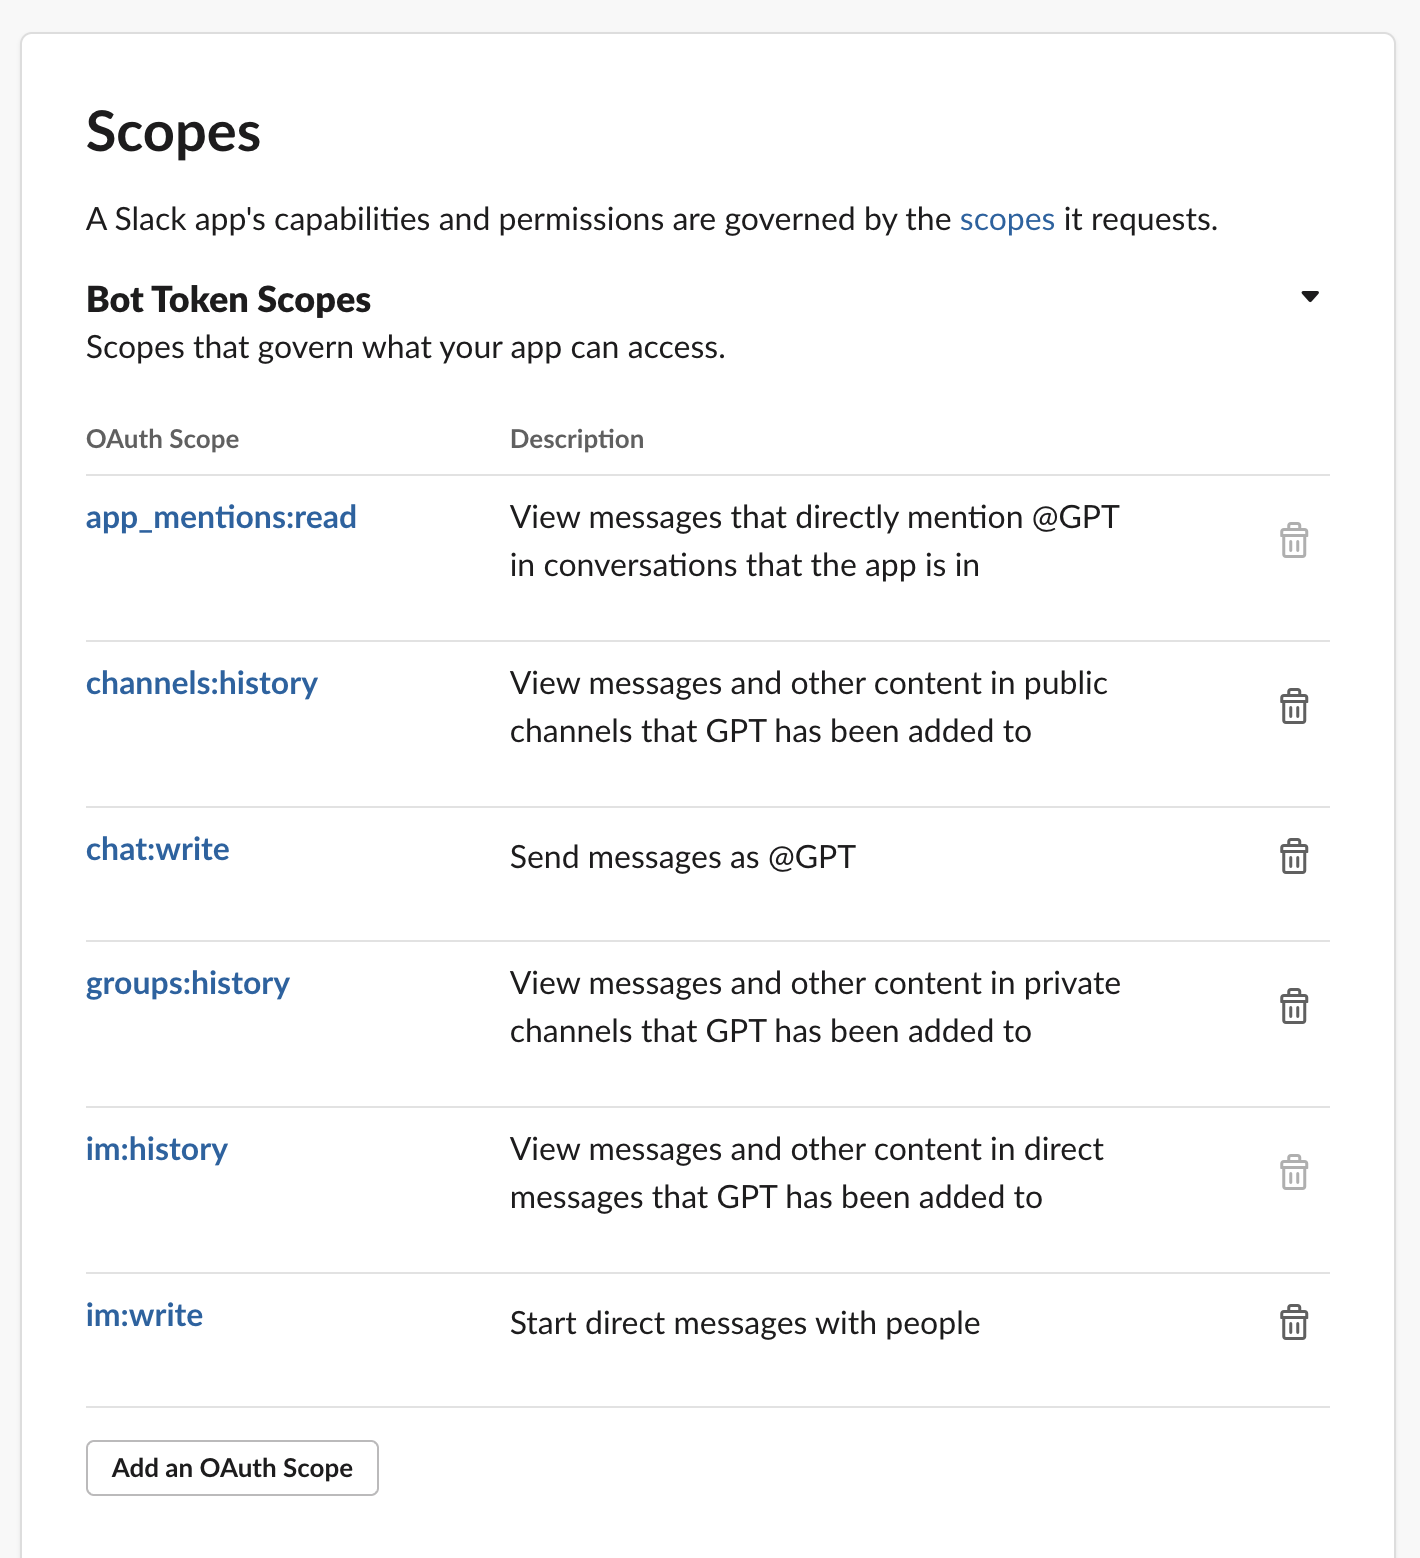 Scopes
A Slack app's capabilities and permissions are governed by the scopes it requests.
Bot Token Scopes
Scopes that govern what your app can access.
OAuth Scope Description
app_mentions:read View messages that directly mention @GPT
in conversations that the app is in
channels:history View messages and other content in public
channels that GPT has been added to
chat:write Send messages as @GPT
groups:history View messages and other content in private
channels that GPT has been added to
im:history View messages and other content in direct
messages that GPT has been added to
im:write Start direct messages with people
Add an OAuth Scope